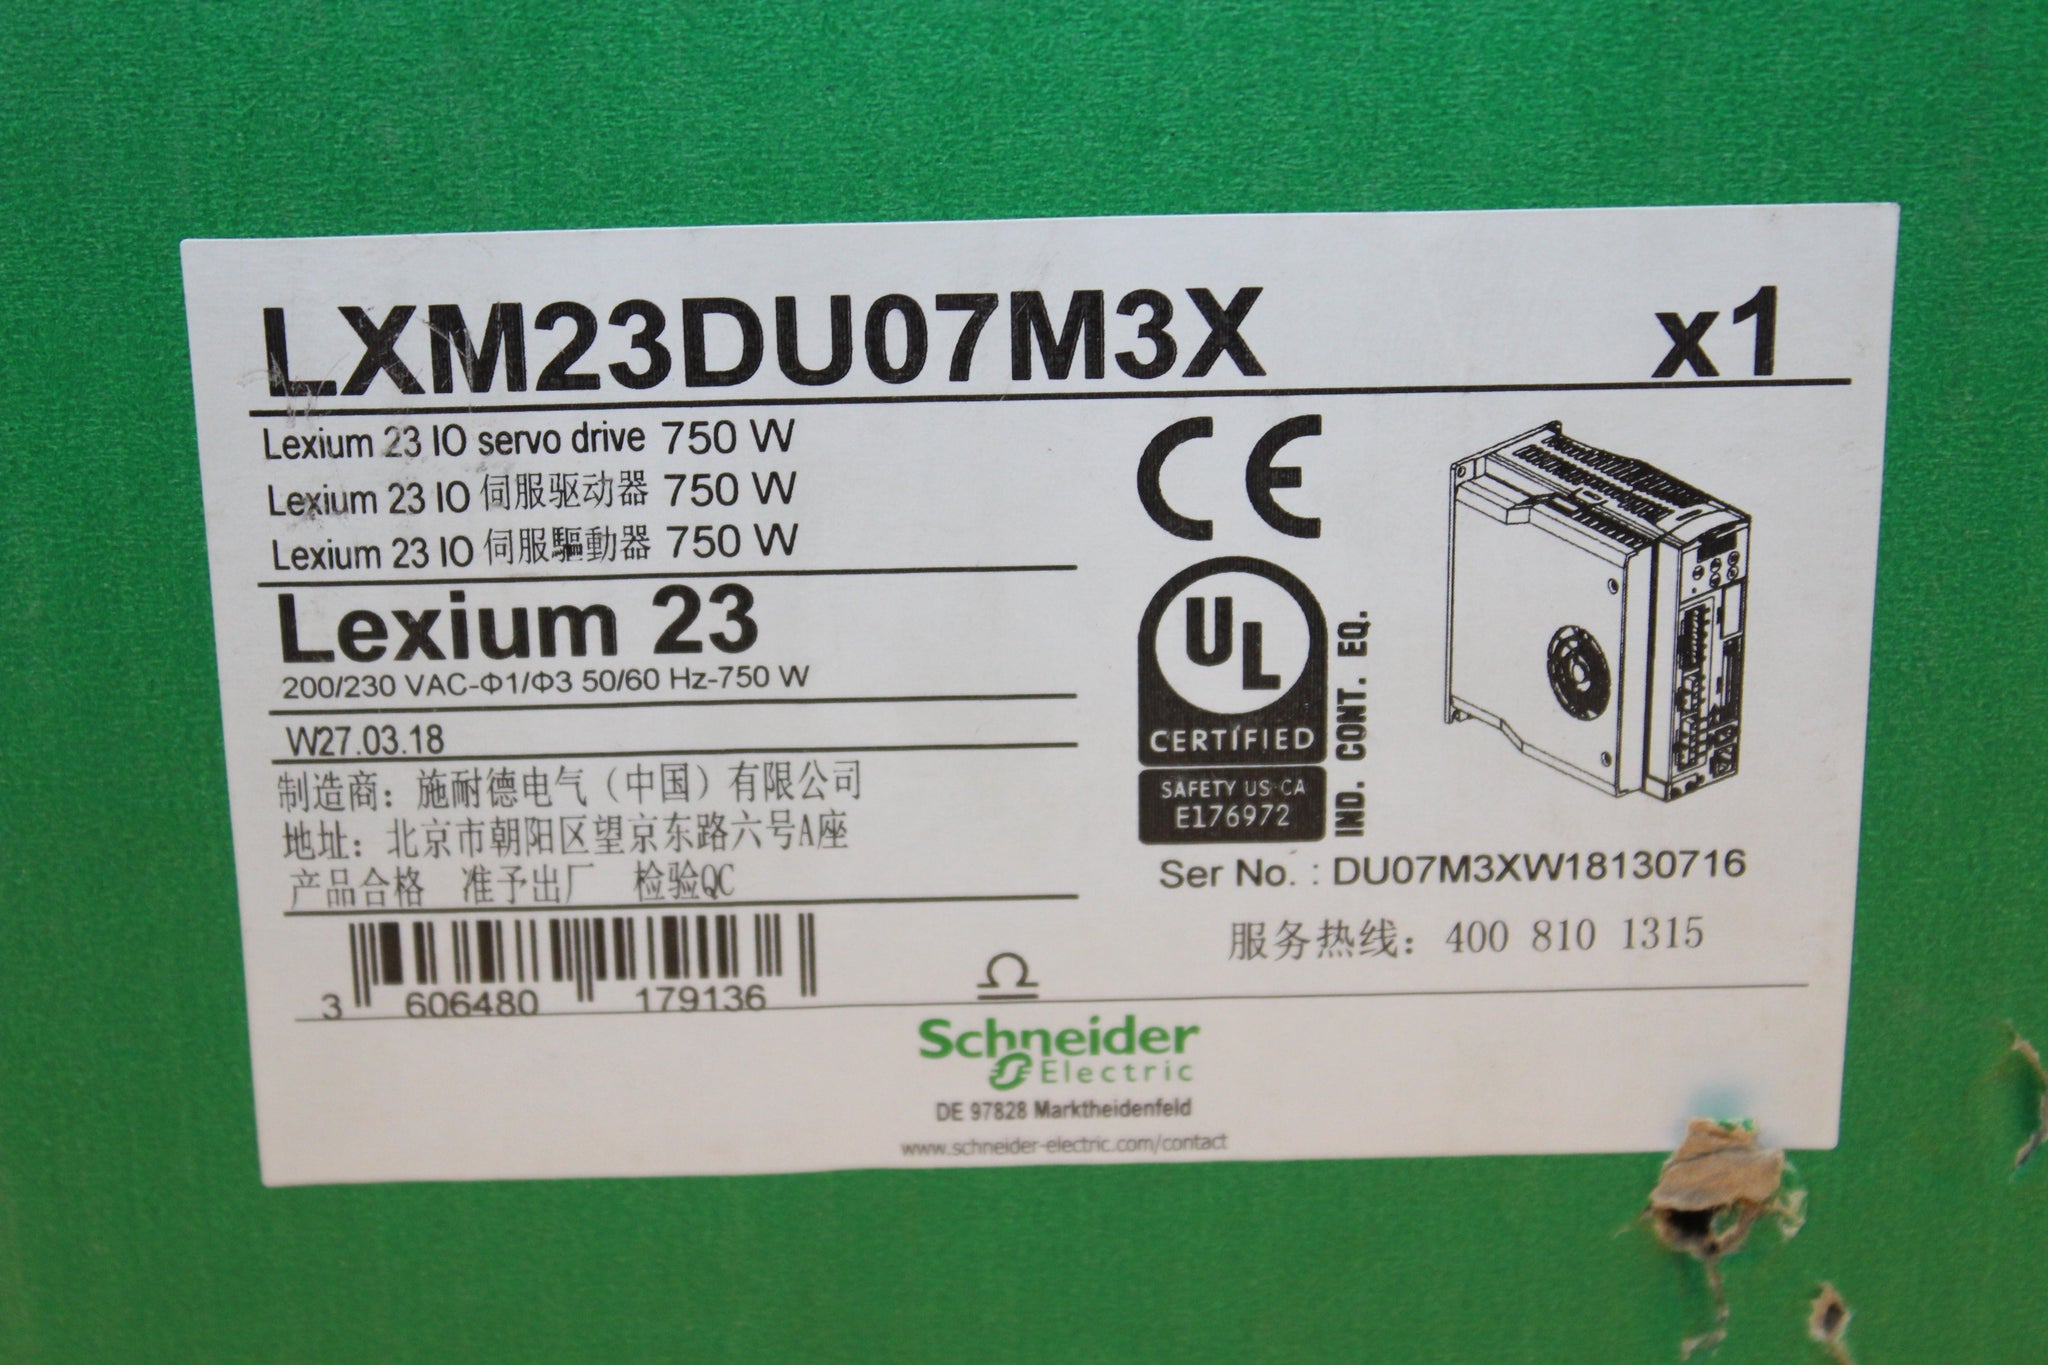 LXM23DU07M3X x1
Lexium 23 IO servo drive 750 W
Lexium 23 IO 伺服驱动器 750 W
Lexium 23 IO 伺服驅動器 750 W
Lexium 23
200/230 VAC-Φ1/Φ3 50/60 Hz-750 W
W27.03.18
制造商：施耐德电气（中国）有限公司
地址：北京市朝阳区望京东路六号A座
产品合格 准予出厂 检验QC
3 606480 179136
CE
UL
CERTIFIED
SAFETY US CA
E176972
IND. CONT. EQ.
Ser No. : DU07M3XW18130716
服务热线：400 810 1315
Schneider
Electric
DE 97828 Marktheidenfeld
www.schneider-electric.com/contact